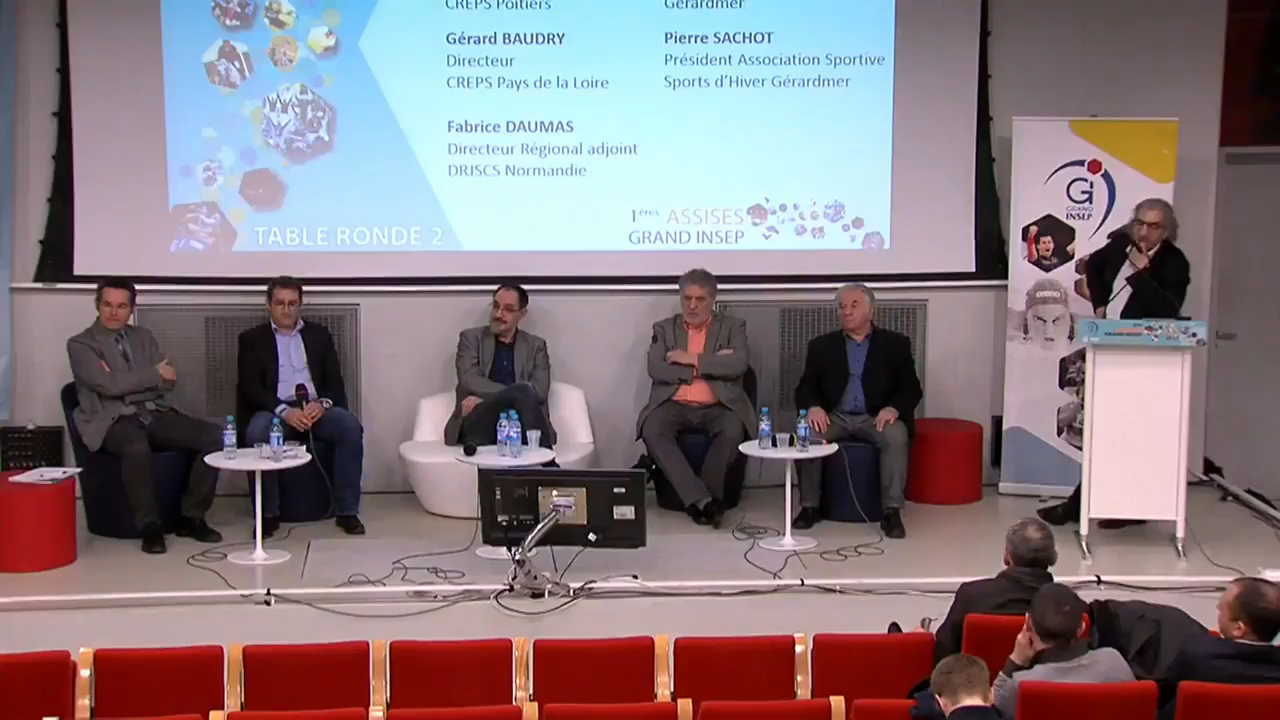 CREPS Poitiers
Gérard BAUDRY
Directeur
CREPS Pays de la Loire
Fabrice DAUMAS
Directeur Régional adjoint
DRJSCS Normandie
Gérardmer
Pierre SACHOT
Président Association Sportive
Sports d'Hiver Gérardmer
TABLE RONDE 2
1ères ASSISES
GRAND INSEP
GRAND
INSEP